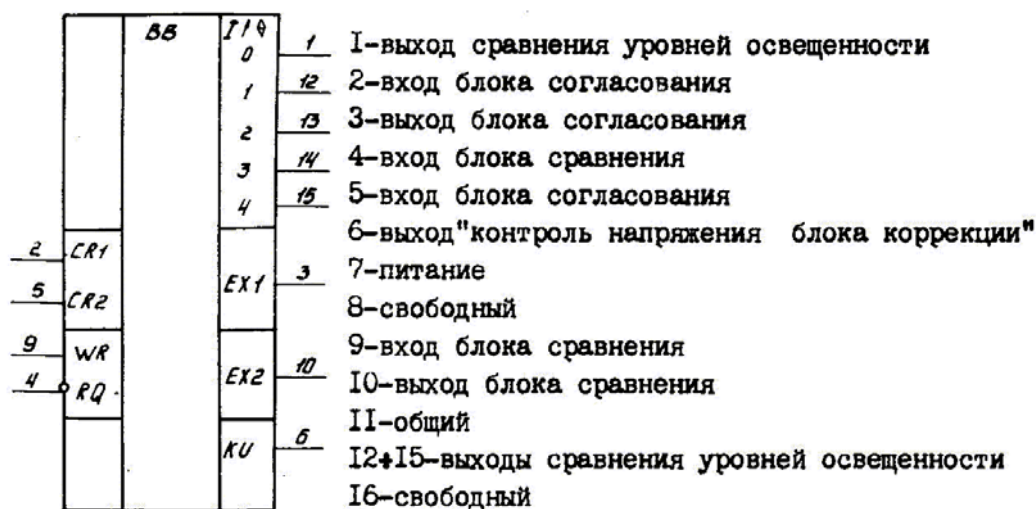 BB I/θ
0 1 I-выход сравнения уровней освещенности
1 12 2-вход блока согласования
2 13 3-выход блока согласования
3 14 4-вход блока сравнения
4 15 5-вход блока согласования
6-выход"контроль напряжения блока коррекции"
2 CR1
EX1 3 7-питание
5 CR2
8-свободный
9 WR 9-вход блока сравнения
4 RQ EX2 10 I0-выход блока сравнения
II-общий
KU 6 I2+I5-выходы сравнения уровней освещенности
I6-свободный